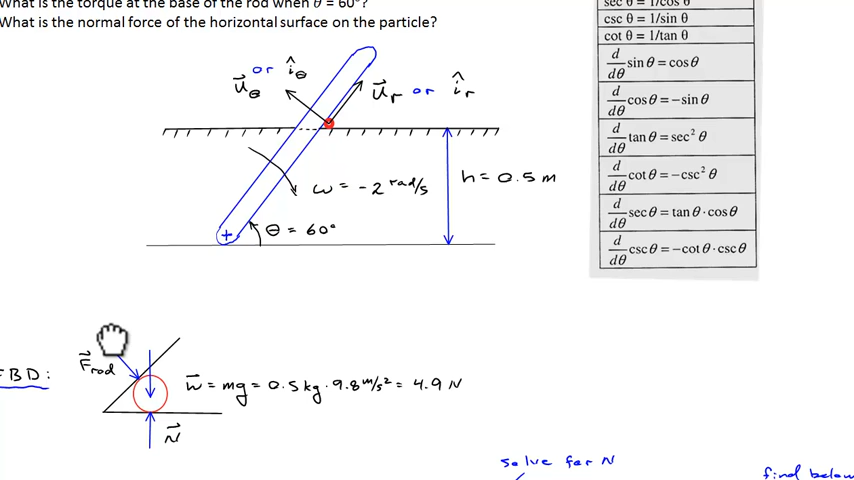 What is the torque at the base of the rod when θ = 60°?
What is the normal force of the horizontal surface on the particle?
sec θ = 1/cos θ
csc θ = 1/sin θ
cot θ = 1/tan θ
d/dθ sin θ = cos θ
d/dθ cos θ = −sin θ
d/dθ tan θ = sec² θ
d/dθ cot θ = −csc² θ
d/dθ sec θ = tan θ · cos θ
d/dθ csc θ = −cot θ · csc θ
u⃗θ or îθ
u⃗r or îr
ω = -2 rad/s
h = 0.5 m
θ = 60°
FBD:
F⃗rod
w⃗ = mg = 0.5 kg · 9.8 m/s² = 4.9 N
N⃗
solve for N
find below